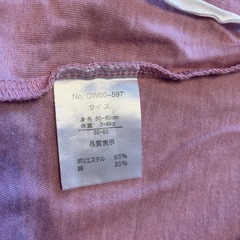 No. GW00-597
サイズ
身長 50-60cm
体重 3-6kg
50-60
品質表示
ポリエステル 65%
綿 35%